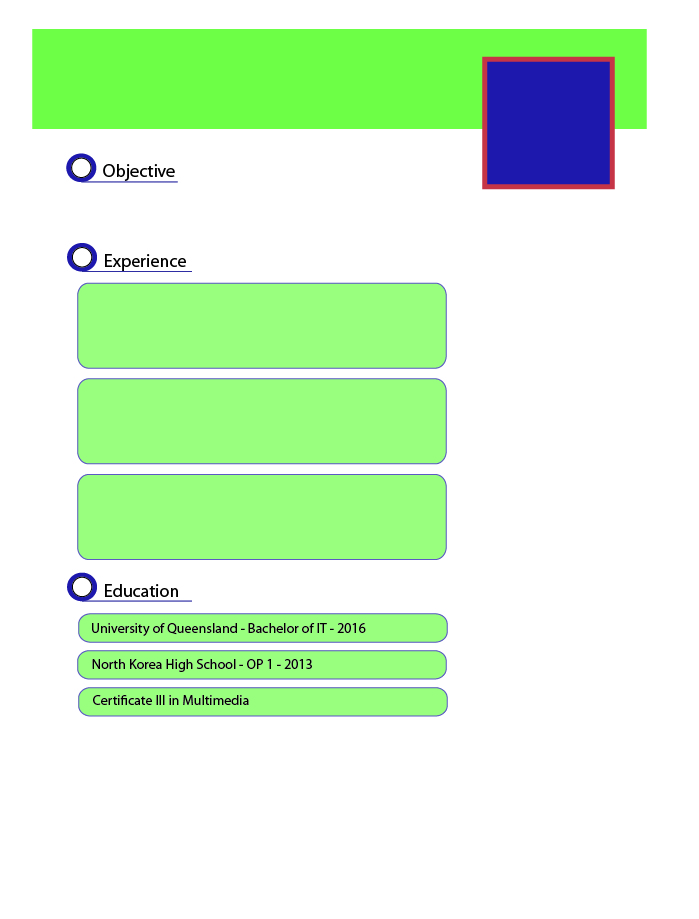 Objective
Experience
Education
University of Queensland - Bachelor of IT - 2016
North Korea High School - OP 1 - 2013
Certificate III in Multimedia